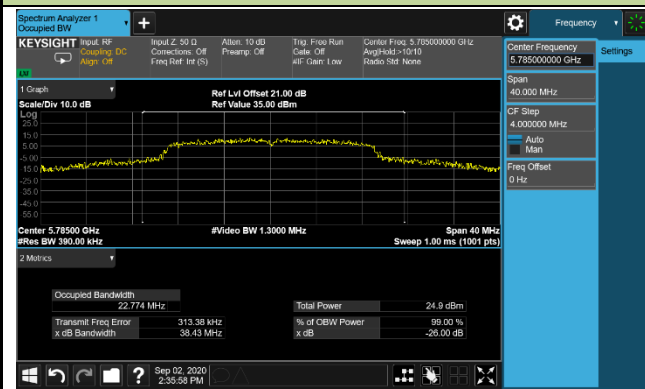 Spectrum Analyzer 1
Occupied BW
Frequency
KEYSIGHT
Input: RF
Coupling: DC
Align: Off
Input Z: 50 Ω
Corrections: Off
Freq Ref: Int (S)
Atten: 10 dB
Preamp: Off
Trig: Free Run
Gate: Off
#IF Gain: Low
Center Freq: 5.785000000 GHz
Avg|Hold:>10/10
Radio Std: None
Center Frequency
5.785000000 GHz
Settings
Span
40.000 MHz
CF Step
4.000000 MHz
Auto
Man
Freq Offset
0 Hz
1 Graph
Scale/Div 10.0 dB
Ref Lvl Offset 21.00 dB
Ref Value 35.00 dBm
Log
25.0
15.0
5.00
-5.00
-15.0
-25.0
-35.0
-45.0
-55.0
Center 5.78500 GHz
#Video BW 1.3000 MHz
Span 40 MHz
#Res BW 390.00 kHz
Sweep 1.00 ms (1001 pts)
2 Metrics
Occupied Bandwidth
22.774 MHz
Total Power 24.9 dBm
Transmit Freq Error 313.38 kHz
% of OBW Power 99.00 %
x dB Bandwidth 38.43 MHz
x dB -26.00 dB
Sep 02, 2020
2:35:58 PM